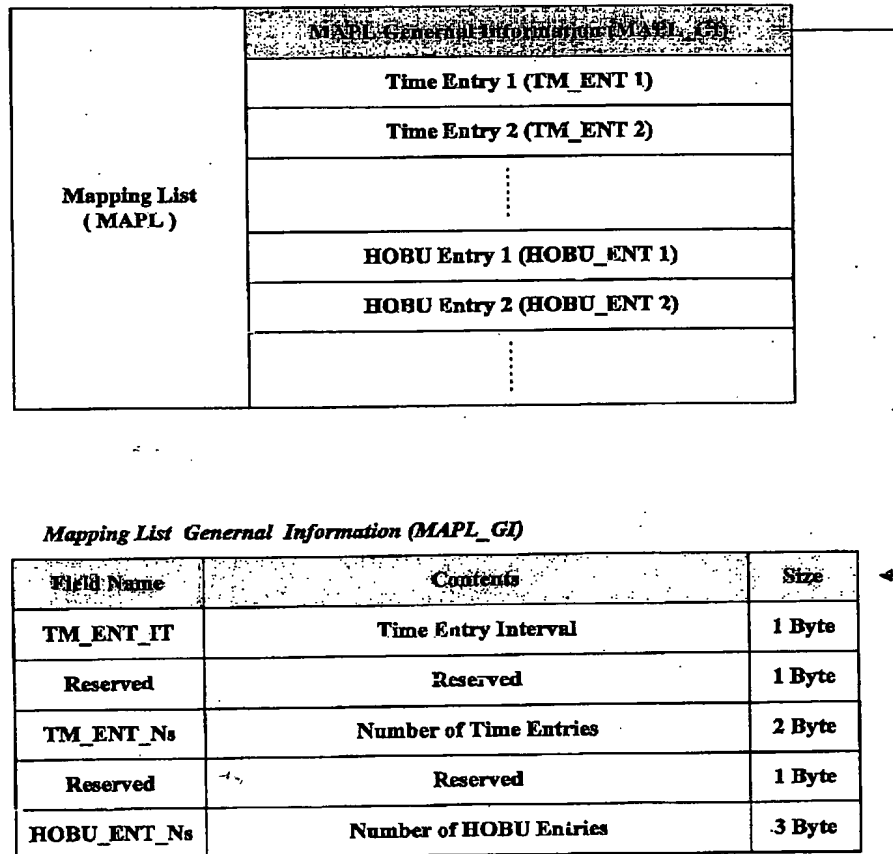 MAPL Genernal Information (MAPL_GI)
Time Entry 1 (TM_ENT 1)
Time Entry 2 (TM_ENT 2)
Mapping List
( MAPL )
HOBU Entry 1 (HOBU_ENT 1)
HOBU Entry 2 (HOBU_ENT 2)
Mapping List Genernal Information (MAPL_GI)
Field Name Contents Size
TM_ENT_IT Time Entry Interval 1 Byte
Reserved Reserved 1 Byte
TM_ENT_Ns Number of Time Entries 2 Byte
Reserved Reserved 1 Byte
HOBU_ENT_Ns Number of HOBU Entries 3 Byte